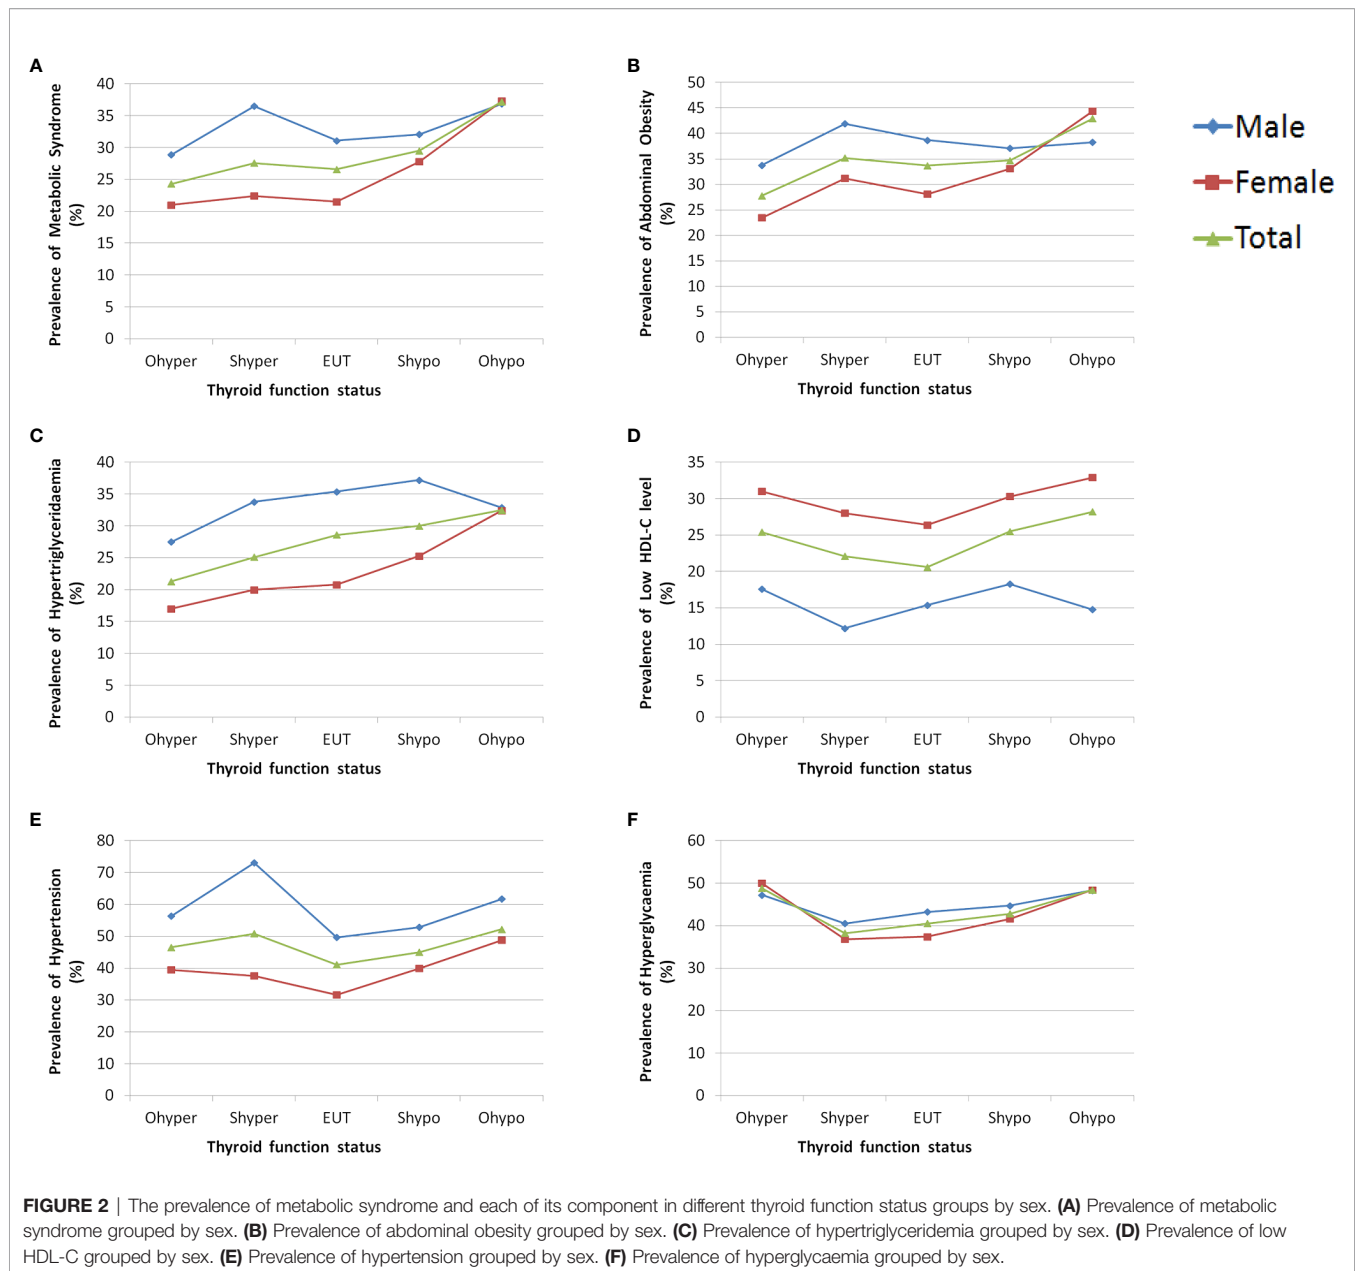 A
Prevalence of Metabolic Syndrome
(%)
40
35
30
25
20
15
10
5
0
Ohyper Shyper EUT Shypo Ohypo
Thyroid function status
B
Prevalence of Abdominal Obesity
(%)
50
45
40
35
30
25
20
15
10
5
0
Ohyper Shyper EUT Shypo Ohypo
Thyroid function status
Male
Female
Total
C
Prevalence of Hypertriglyceridaemia
(%)
40
35
30
25
20
15
10
5
0
Ohyper Shyper EUT Shypo Ohypo
Thyroid function status
D
Prevalence of Low HDL-C level
(%)
35
30
25
20
15
10
5
0
Ohyper Shyper EUT Shypo Ohypo
Thyroid function status
E
Prevalence of Hypertension
(%)
80
70
60
50
40
30
20
10
0
Ohyper Shyper EUT Shypo Ohypo
Thyroid function status
F
Prevalence of Hyperglycaemia
(%)
60
50
40
30
20
10
0
Ohyper Shyper EUT Shypo Ohypo
Thyroid function status
FIGURE 2 | The prevalence of metabolic syndrome and each of its component in different thyroid function status groups by sex. (A) Prevalence of metabolic
syndrome grouped by sex. (B) Prevalence of abdominal obesity grouped by sex. (C) Prevalence of hypertriglyceridemia grouped by sex. (D) Prevalence of low
HDL-C grouped by sex. (E) Prevalence of hypertension grouped by sex. (F) Prevalence of hyperglycaemia grouped by sex.